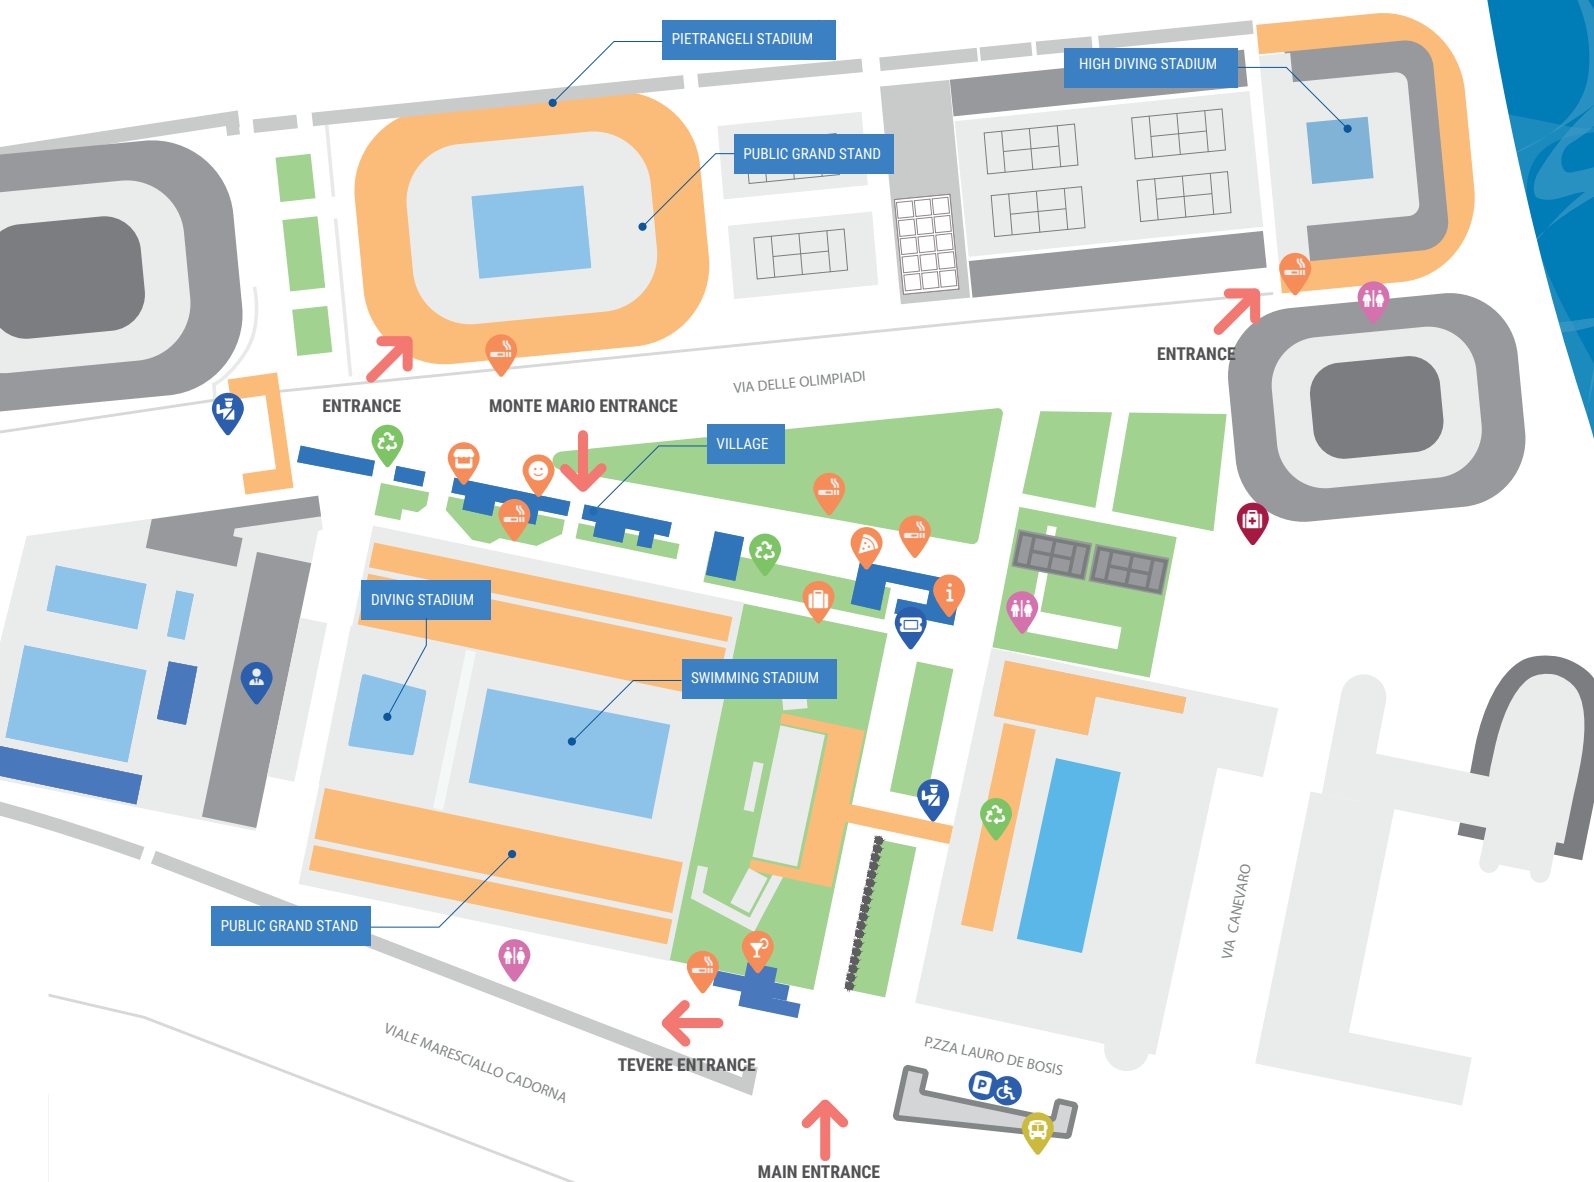 PIETRANGELI STADIUM
HIGH DIVING STADIUM
PUBLIC GRAND STAND
ENTRANCE
VIA DELLE OLIMPIADI
ENTRANCE
MONTE MARIO ENTRANCE
VILLAGE
DIVING STADIUM
SWIMMING STADIUM
PUBLIC GRAND STAND
VIA CANEVARO
VIALE MARESCIALLO CADORNA
TEVERE ENTRANCE
P.ZZA LAURO DE BOSIS
P
MAIN ENTRANCE